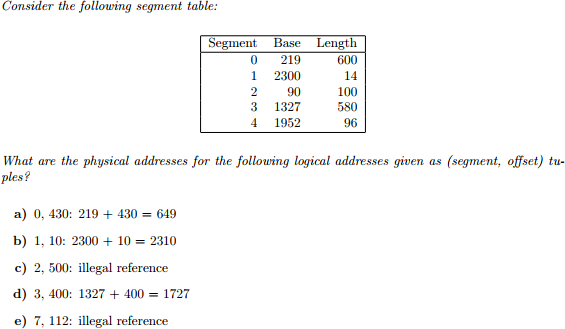 Consider the following segment table:
Segment Base Length
0 219 600
1 2300 14
2 90 100
3 1327 580
4 1952 96
What are the physical addresses for the following logical addresses given as (segment, offset) tu-
ples?
a) 0, 430: 219 + 430 = 649
b) 1, 10: 2300 + 10 = 2310
c) 2, 500: illegal reference
d) 3, 400: 1327 + 400 = 1727
e) 7, 112: illegal reference